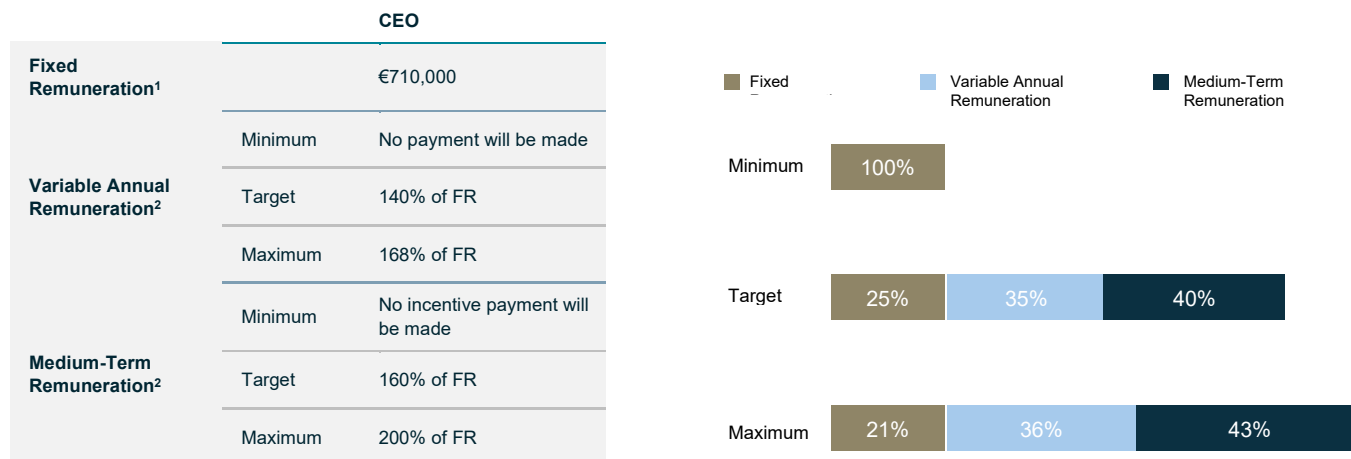 CEO
Fixed
Remuneration¹
€710,000
Minimum
No payment will be made
Variable Annual
Remuneration²
Target
140% of FR
Maximum
168% of FR
Minimum
No incentive payment will
be made
Medium-Term
Remuneration²
Target
160% of FR
Maximum
200% of FR
Fixed
Variable Annual
Remuneration
Medium-Term
Remuneration
Minimum
100%
Target
25%
35%
40%
Maximum
21%
36%
43%